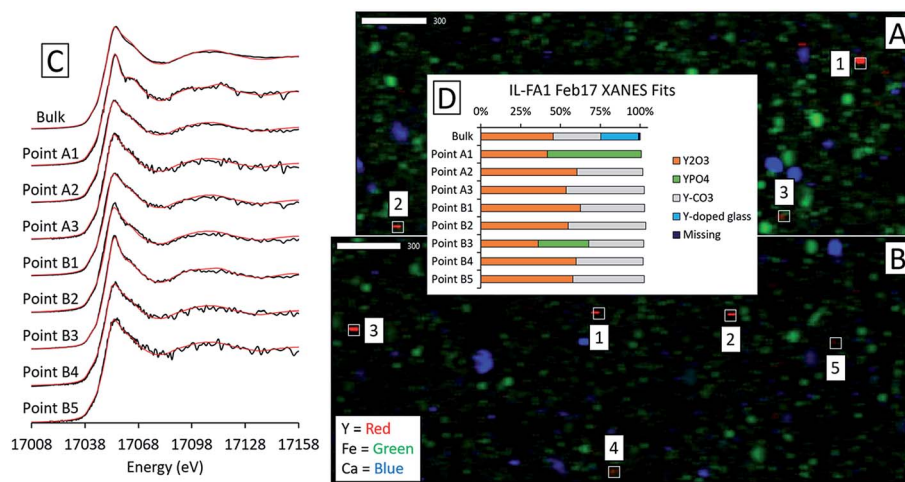 C
Bulk
Point A1
Point A2
Point A3
Point B1
Point B2
Point B3
Point B4
Point B5
17008 17038 17068 17098 17128 17158
Energy (eV)
300
A
1
2
3
D
IL-FA1 Feb17 XANES Fits
0% 25% 50% 75% 100%
Bulk
Point A1
Point A2
Point A3
Point B1
Point B2
Point B3
Point B4
Point B5
Y2O3
YPO4
Y-CO3
Y-doped glass
Missing
300
B
3
1
2
5
4
Y = Red
Fe = Green
Ca = Blue